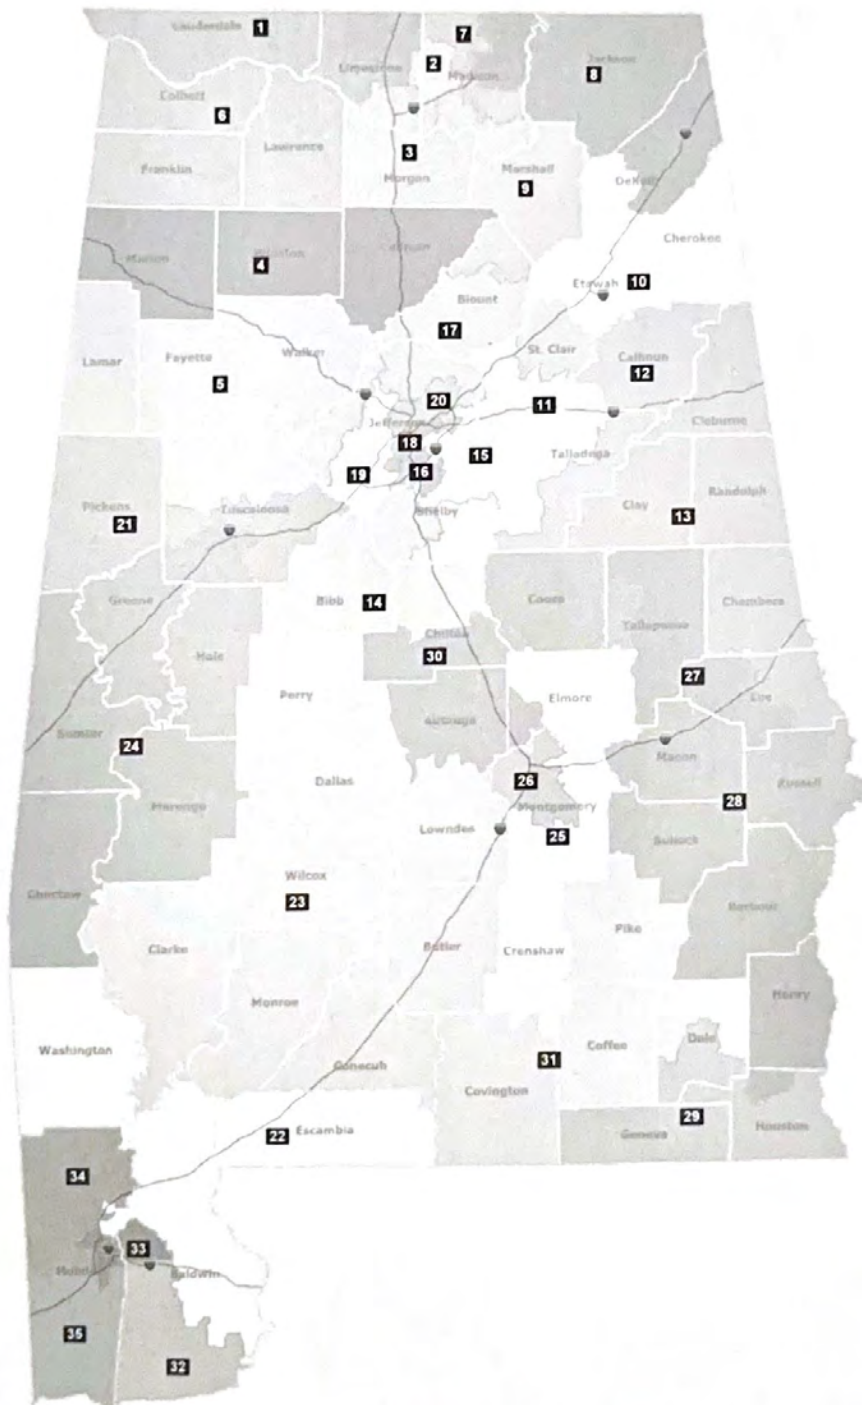 Lauderdale 1
7
Limestone 2 Madison
Jackson
8
Colbert
6
Lawrence
3
Morgan
Franklin
Marshall
9
DeKalb
Cherokee
Marion
Winston
4
Cullman
Etowah 10
Blount
17
Lamar
Fayette
5
Walker
St. Clair
Calhoun
12
20
11
Jefferson
18
Cleburne
19
16
15
Talladega
Pickens
21
Tuscaloosa
Shelby
Clay
13
Randolph
Greene
Bibb 14
Coosa
Tallapoosa
Chambers
Hale
Chilton
30
Perry
Elmore
27
Lee
Autauga
Sumter
24
Macon
Dallas
26
Montgomery
Russell
28
Marengo
Lowndes
25
Bullock
Choctaw
Wilcox
23
Barbour
Clarke
Butler
Crenshaw
Pike
Monroe
Henry
Washington
Conecuh
31
Coffee
Dale
Covington
22 Escambia
Geneva
29
Houston
34
33
Mobile
Baldwin
35
32